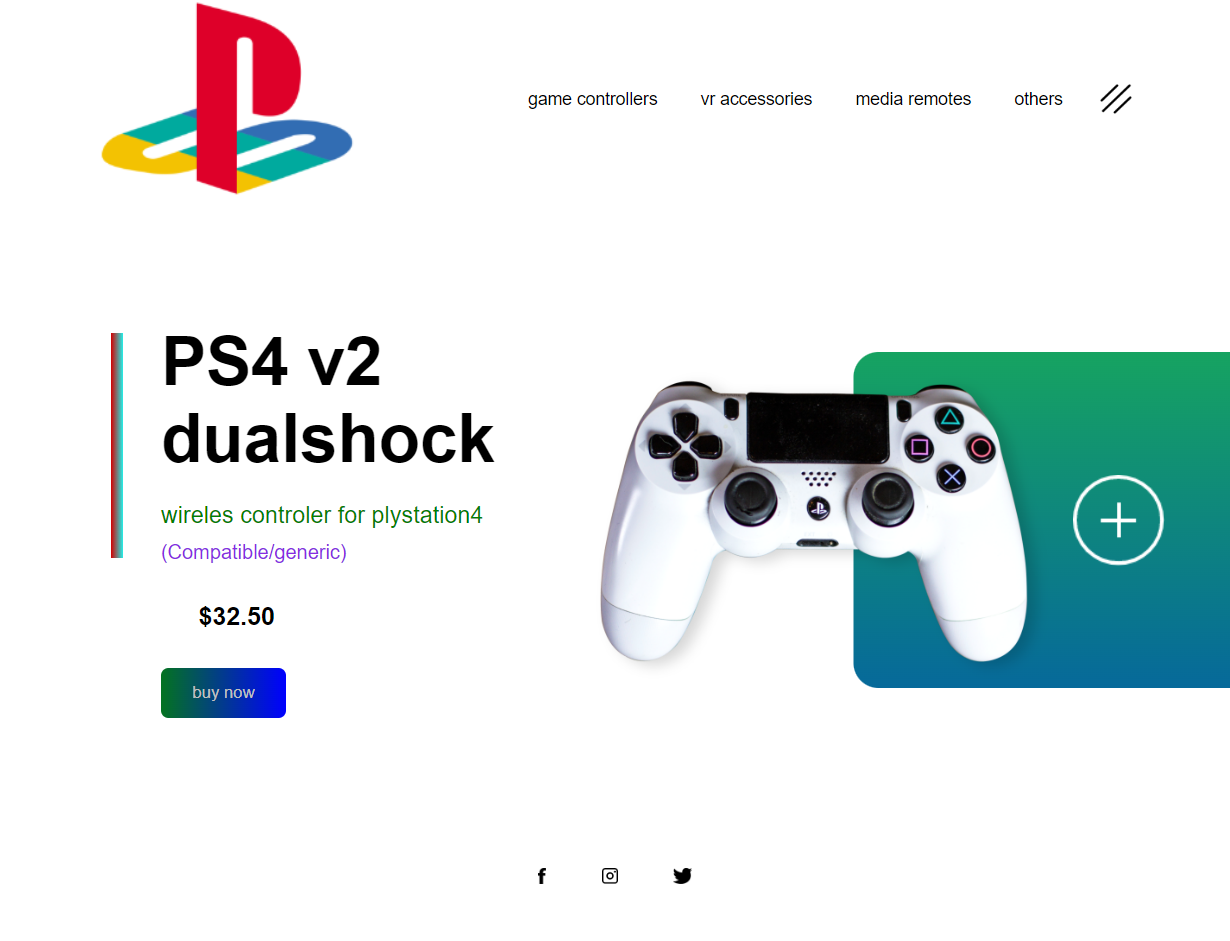 game controllers vr accessories media remotes others
PS4 v2
dualshock
wireles controler for plystation4
(Compatible/generic)
$32.50
buy now